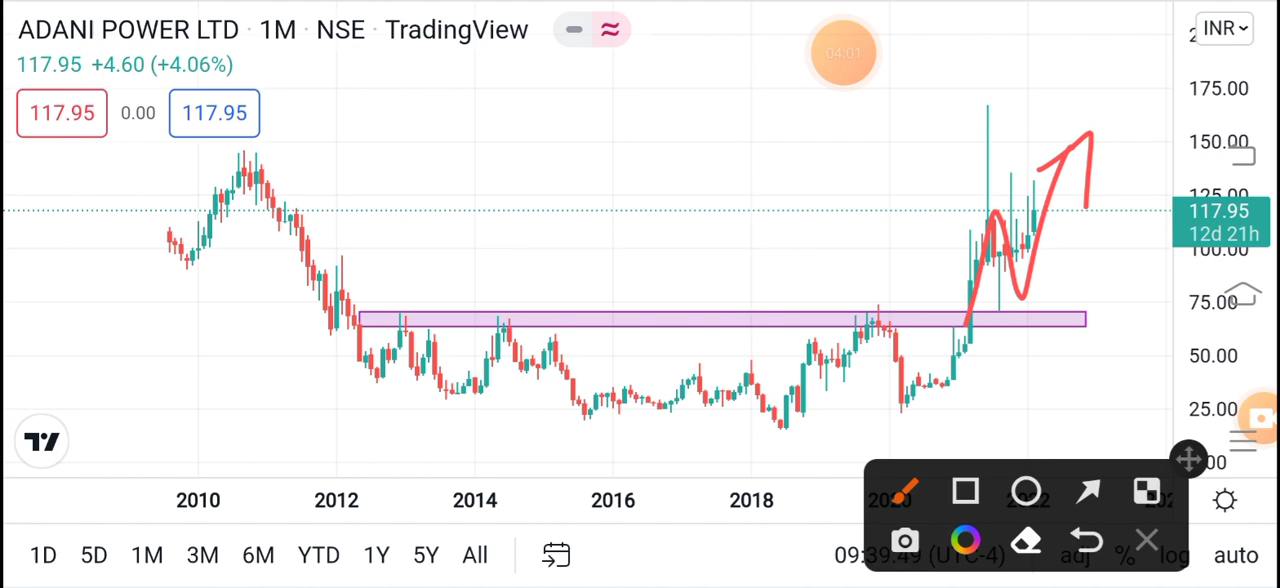 ADANI POWER LTD · 1M · NSE · TradingView
117.95 +4.60 (+4.06%)
117.95 0.00 117.95
04:01
INR
175.00
150.00
125.00
117.95
12d 21h
100.00
75.00
50.00
25.00
2010 2012 2014 2016 2018 2020 2022
1D 5D 1M 3M 6M YTD 1Y 5Y All
09:39:49 (UTC-4) adj % log auto